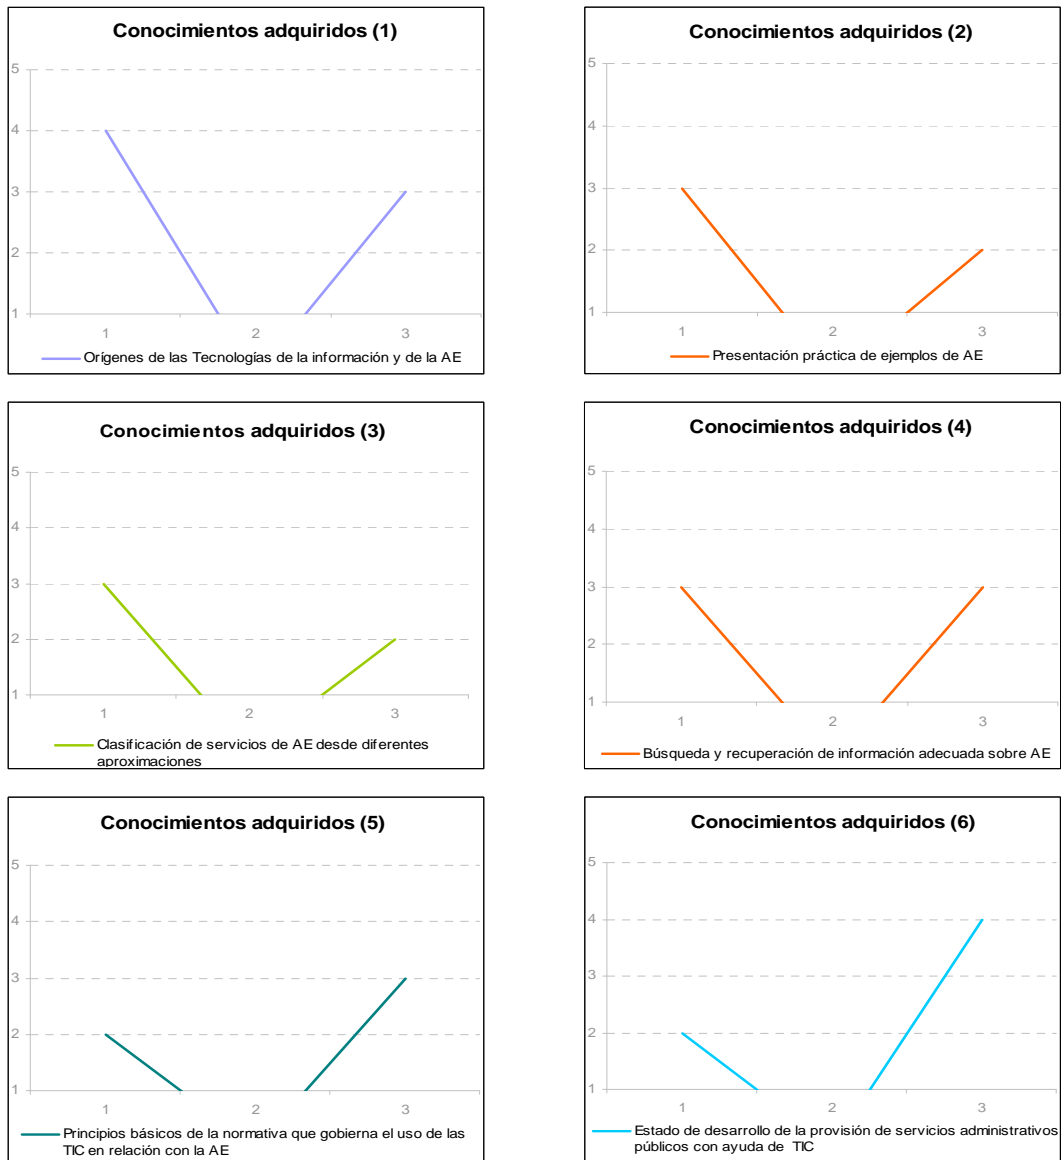 Conocimientos adquiridos (1)
5
4
3
2
1
1 2 3
Orígenes de las Tecnologías de la información y de la AE
Conocimientos adquiridos (2)
5
4
3
2
1
1 2 3
Presentación práctica de ejemplos de AE
Conocimientos adquiridos (3)
5
4
3
2
1
1 2 3
Clasificación de servicios de AE desde diferentes
aproximaciones
Conocimientos adquiridos (4)
5
4
3
2
1
1 2 3
Búsqueda y recuperación de información adecuada sobre AE
Conocimientos adquiridos (5)
5
4
3
2
1
1 2 3
Principios básicos de la normativa que gobierna el uso de las
TIC en relación con la AE
Conocimientos adquiridos (6)
5
4
3
2
1
1 2 3
Estado de desarrollo de la provisión de servicios administrativos
públicos con ayuda de TIC